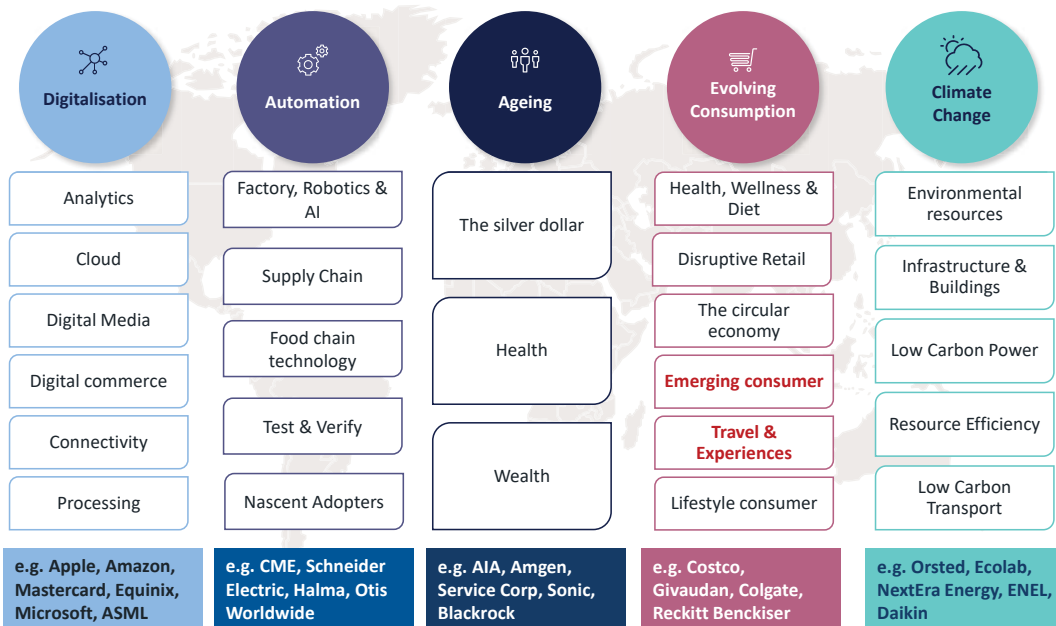 Digitalisation
Automation
Ageing
Evolving
Consumption
Climate
Change
Analytics
Cloud
Digital Media
Digital commerce
Connectivity
Processing
Factory, Robotics &
AI
Supply Chain
Food chain
technology
Test & Verify
Nascent Adopters
The silver dollar
Health
Wealth
Health, Wellness &
Diet
Disruptive Retail
The circular
economy
Emerging consumer
Travel &
Experiences
Lifestyle consumer
Environmental
resources
Infrastructure &
Buildings
Low Carbon Power
Resource Efficiency
Low Carbon
Transport
e.g. Apple, Amazon,
Mastercard, Equinix,
Microsoft, ASML
e.g. CME, Schneider
Electric, Halma, Otis
Worldwide
e.g. AIA, Amgen,
Service Corp, Sonic,
Blackrock
e.g. Costco,
Givaudan, Colgate,
Reckitt Benckiser
e.g. Orsted, Ecolab,
NextEra Energy, ENEL,
Daikin